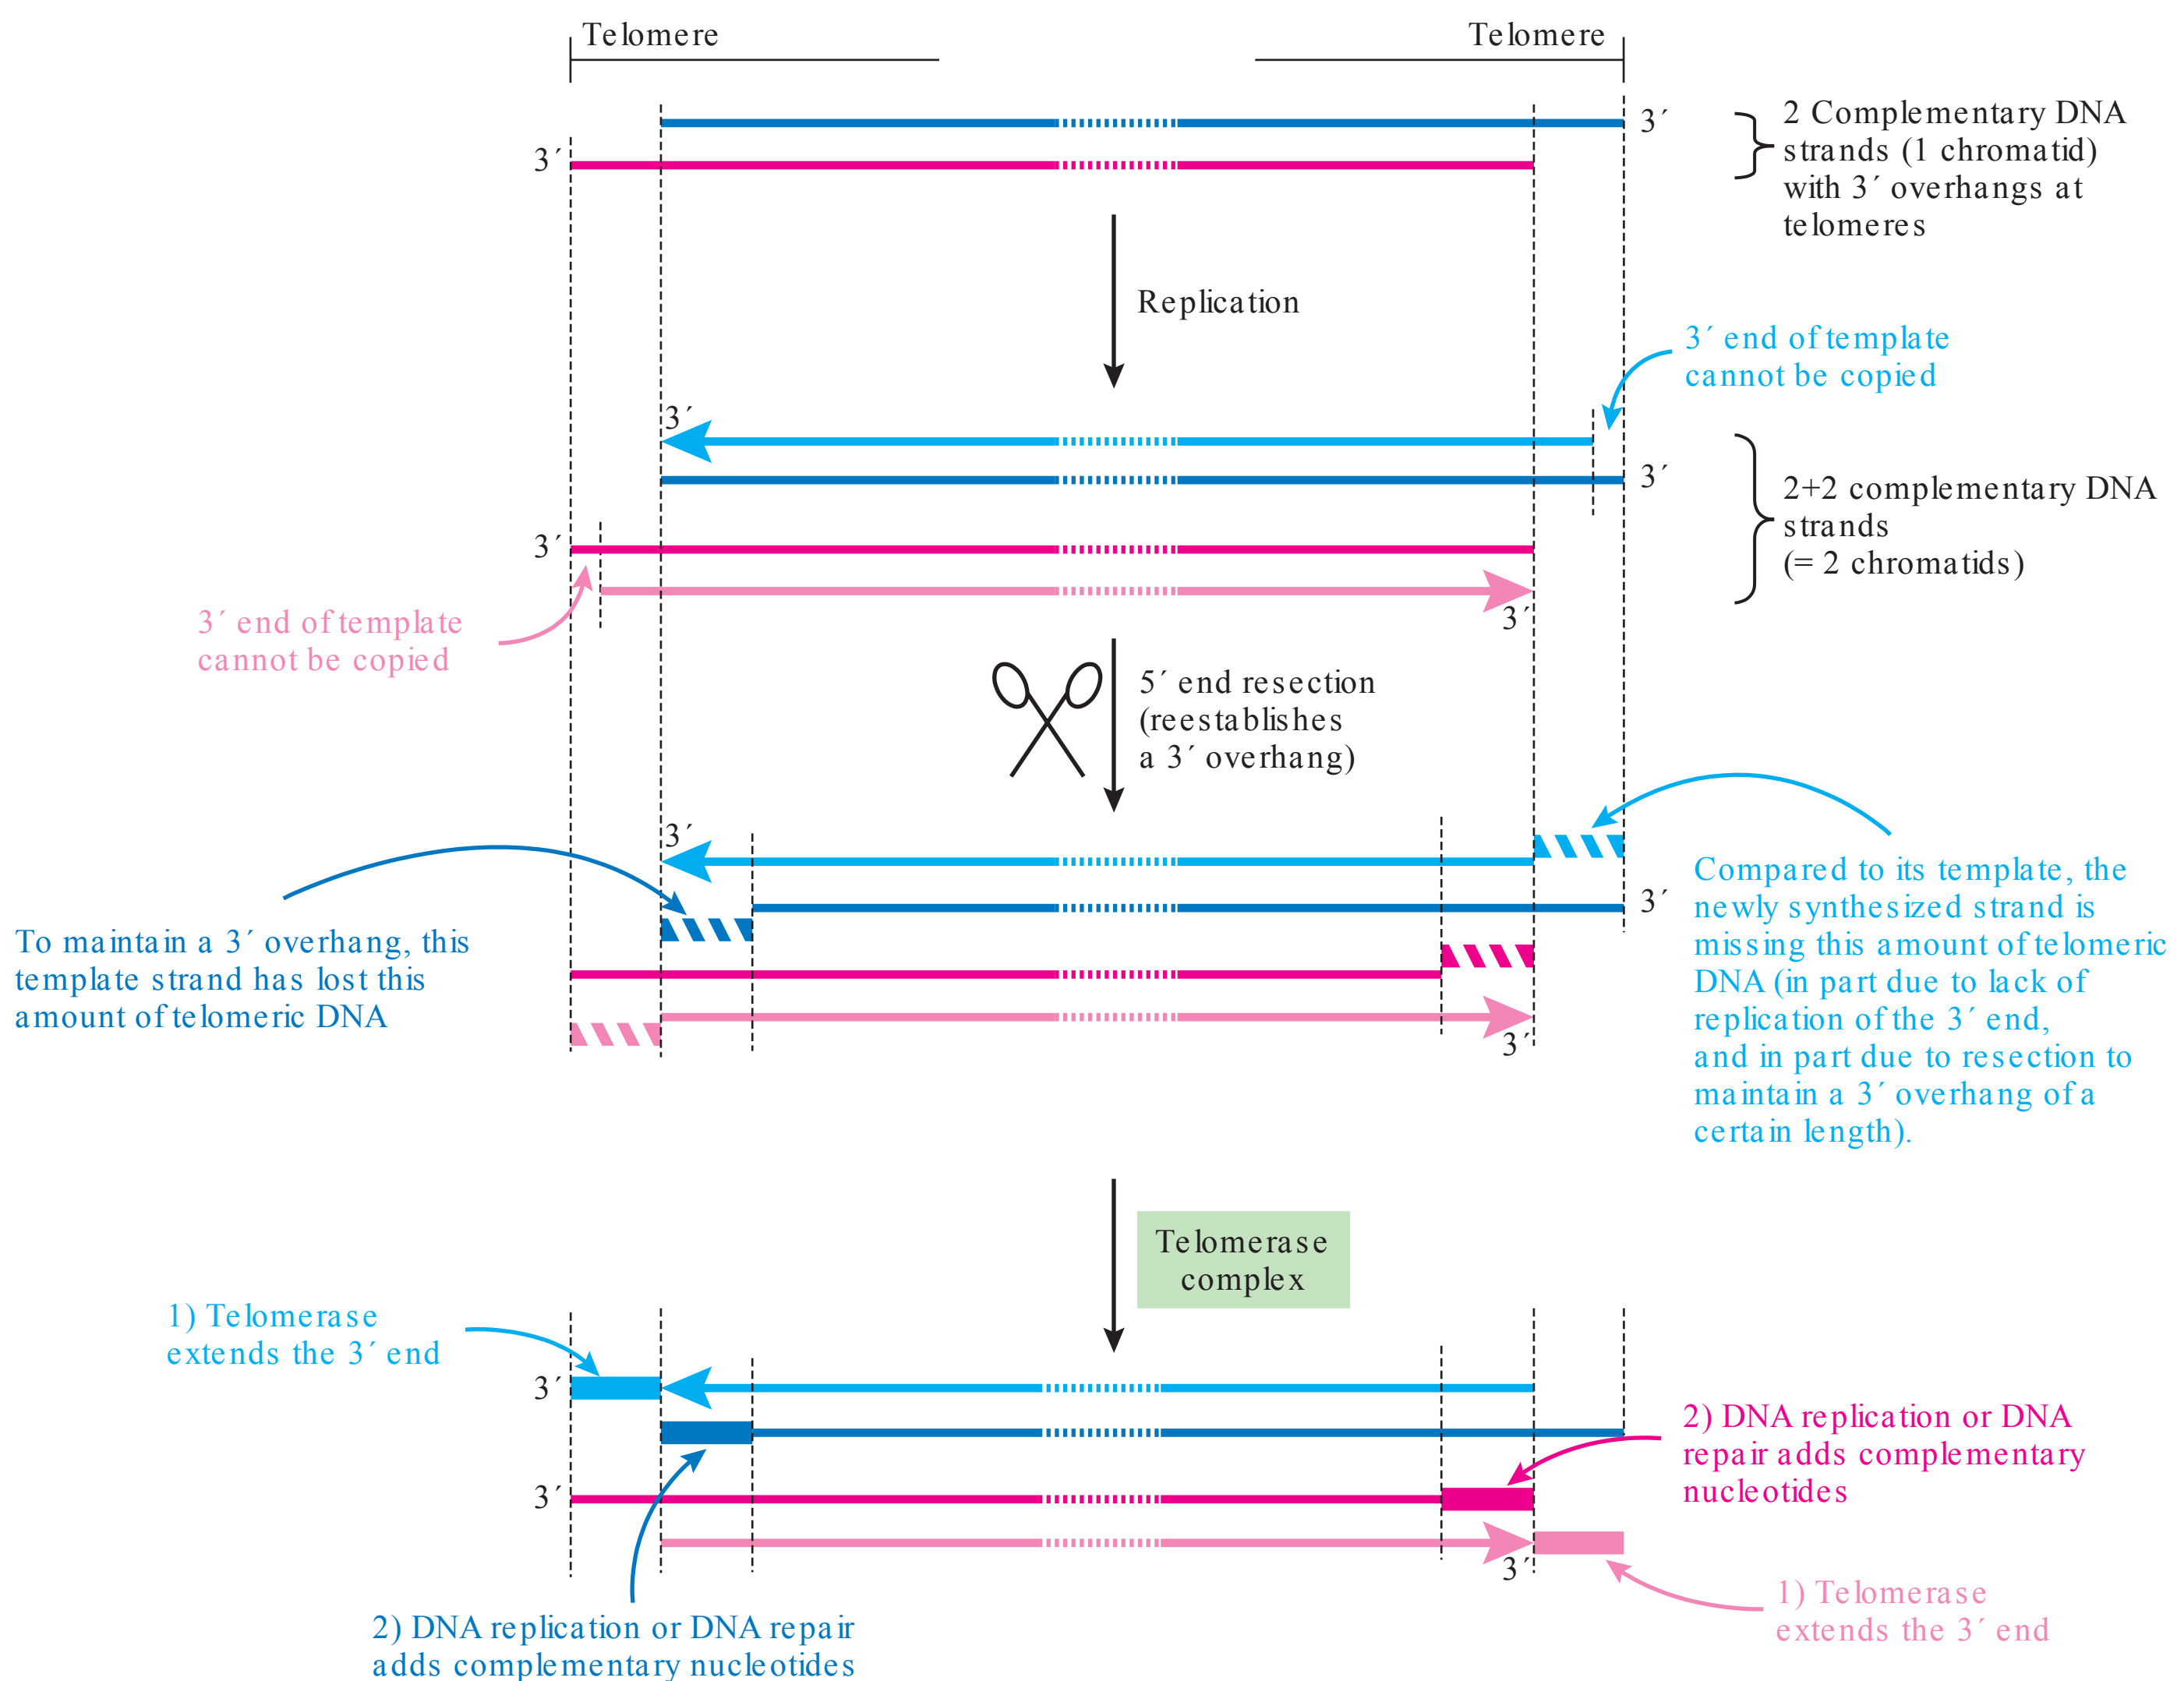 Telomere
Telomere
3´
3´
2 Complementary DNA
strands (1 chromatid)
with 3´ overhangs at
telomeres
Replication
3´ end of template
cannot be copied
3´
3´
2+2 complementary DNA
strands
(= 2 chromatids)
3´
3´
3´ end of template
cannot be copied
5´ end resection
(reestablishes
a 3´ overhang)
3´
3´
3´
To maintain a 3´ overhang, this
template strand has lost this
amount of telomeric DNA
Compared to its template, the
newly synthesized strand is
missing this amount of telomeric
DNA (in part due to lack of
replication of the 3´ end,
and in part due to resection to
maintain a 3´ overhang of a
certain length).
Telomerase
complex
1) Telomerase
extends the 3´ end
3´
3´
3´
2) DNA replication or DNA
repair adds complementary
nucleotides
1) Telomerase
extends the 3´ end
2) DNA replication or DNA repair
adds complementary nucleotides